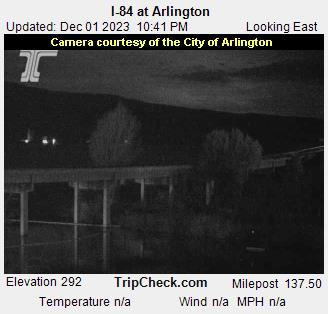 I-84 at Arlington
Updated: Dec 01 2023 10:41 PM Looking East
Camera courtesy of the City of Arlington
Elevation 292 TripCheck.com Milepost 137.50
Temperature n/a Wind n/a MPH n/a